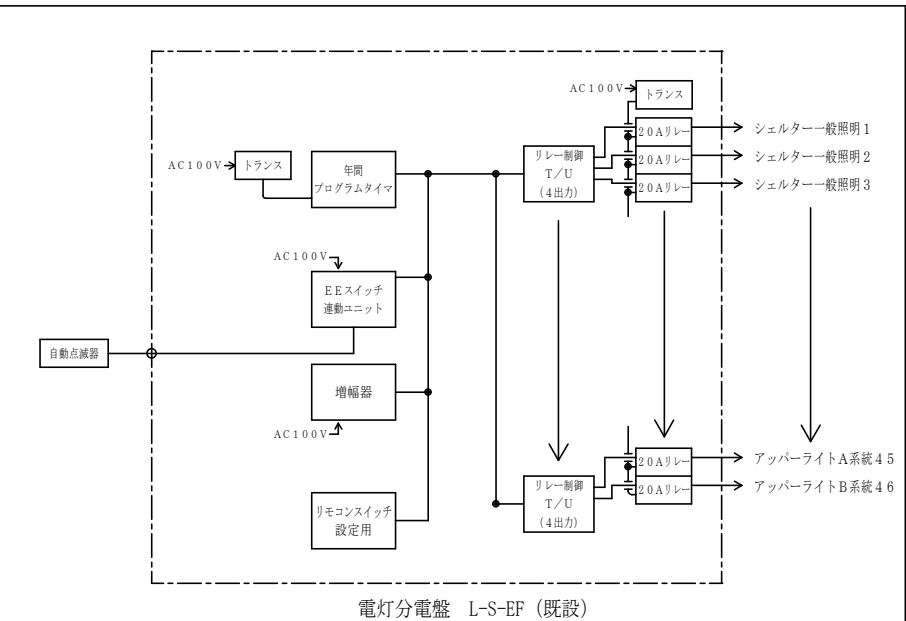 AC100V
トランス
20Aリレー
シェルター一般照明1
リレー制御
T/U
(4出力)
20Aリレー
シェルター一般照明2
20Aリレー
シェルター一般照明3
AC100V
トランス
年間
プログラムタイマ
AC100V
EEスイッチ
連動ユニット
自動点滅器
増幅器
AC100V
リモコンスイッチ
設定用
リレー制御
T/U
(4出力)
20Aリレー
アッパーライトA系統45
20Aリレー
アッパーライトB系統46
電灯分電盤 L-S-EF(既設)